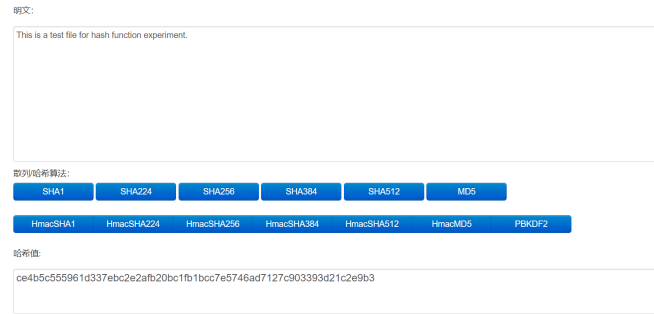 明文:
This is a test file for hash function experiment.
散列/哈希算法:
SHA1 SHA224 SHA256 SHA384 SHA512 MD5
HmacSHA1 HmacSHA224 HmacSHA256 HmacSHA384 HmacSHA512 HmacMD5 PBKDF2
哈希值:
ce4b5c555961d337ebc2e2afb20bc1fb1bcc7e5746ad7127c903393d21c2e9b3